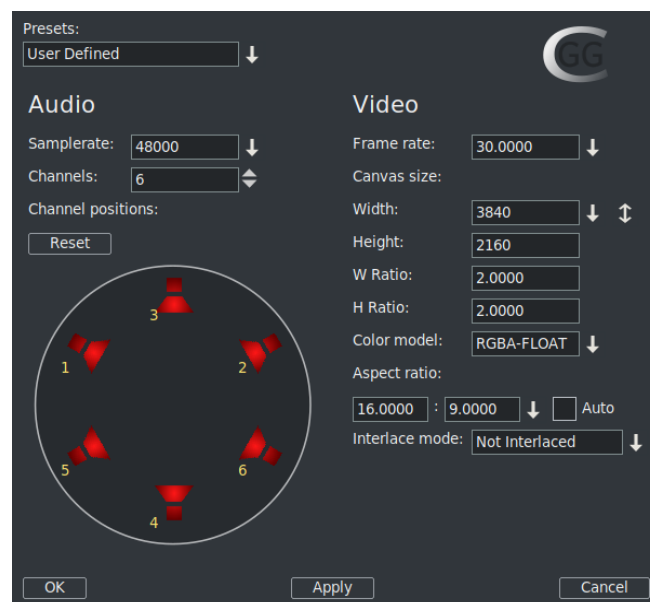 Presets:
User Defined
GG
Audio
Samplerate: 48000
Channels: 6
Channel positions:
Reset
3
1 2
5 6
4
Video
Frame rate: 30.0000
Canvas size:
Width: 3840
Height: 2160
W Ratio: 2.0000
H Ratio: 2.0000
Color model: RGBA-FLOAT
Aspect ratio:
16.0000 : 9.0000 Auto
Interlace mode: Not Interlaced
OK Apply Cancel